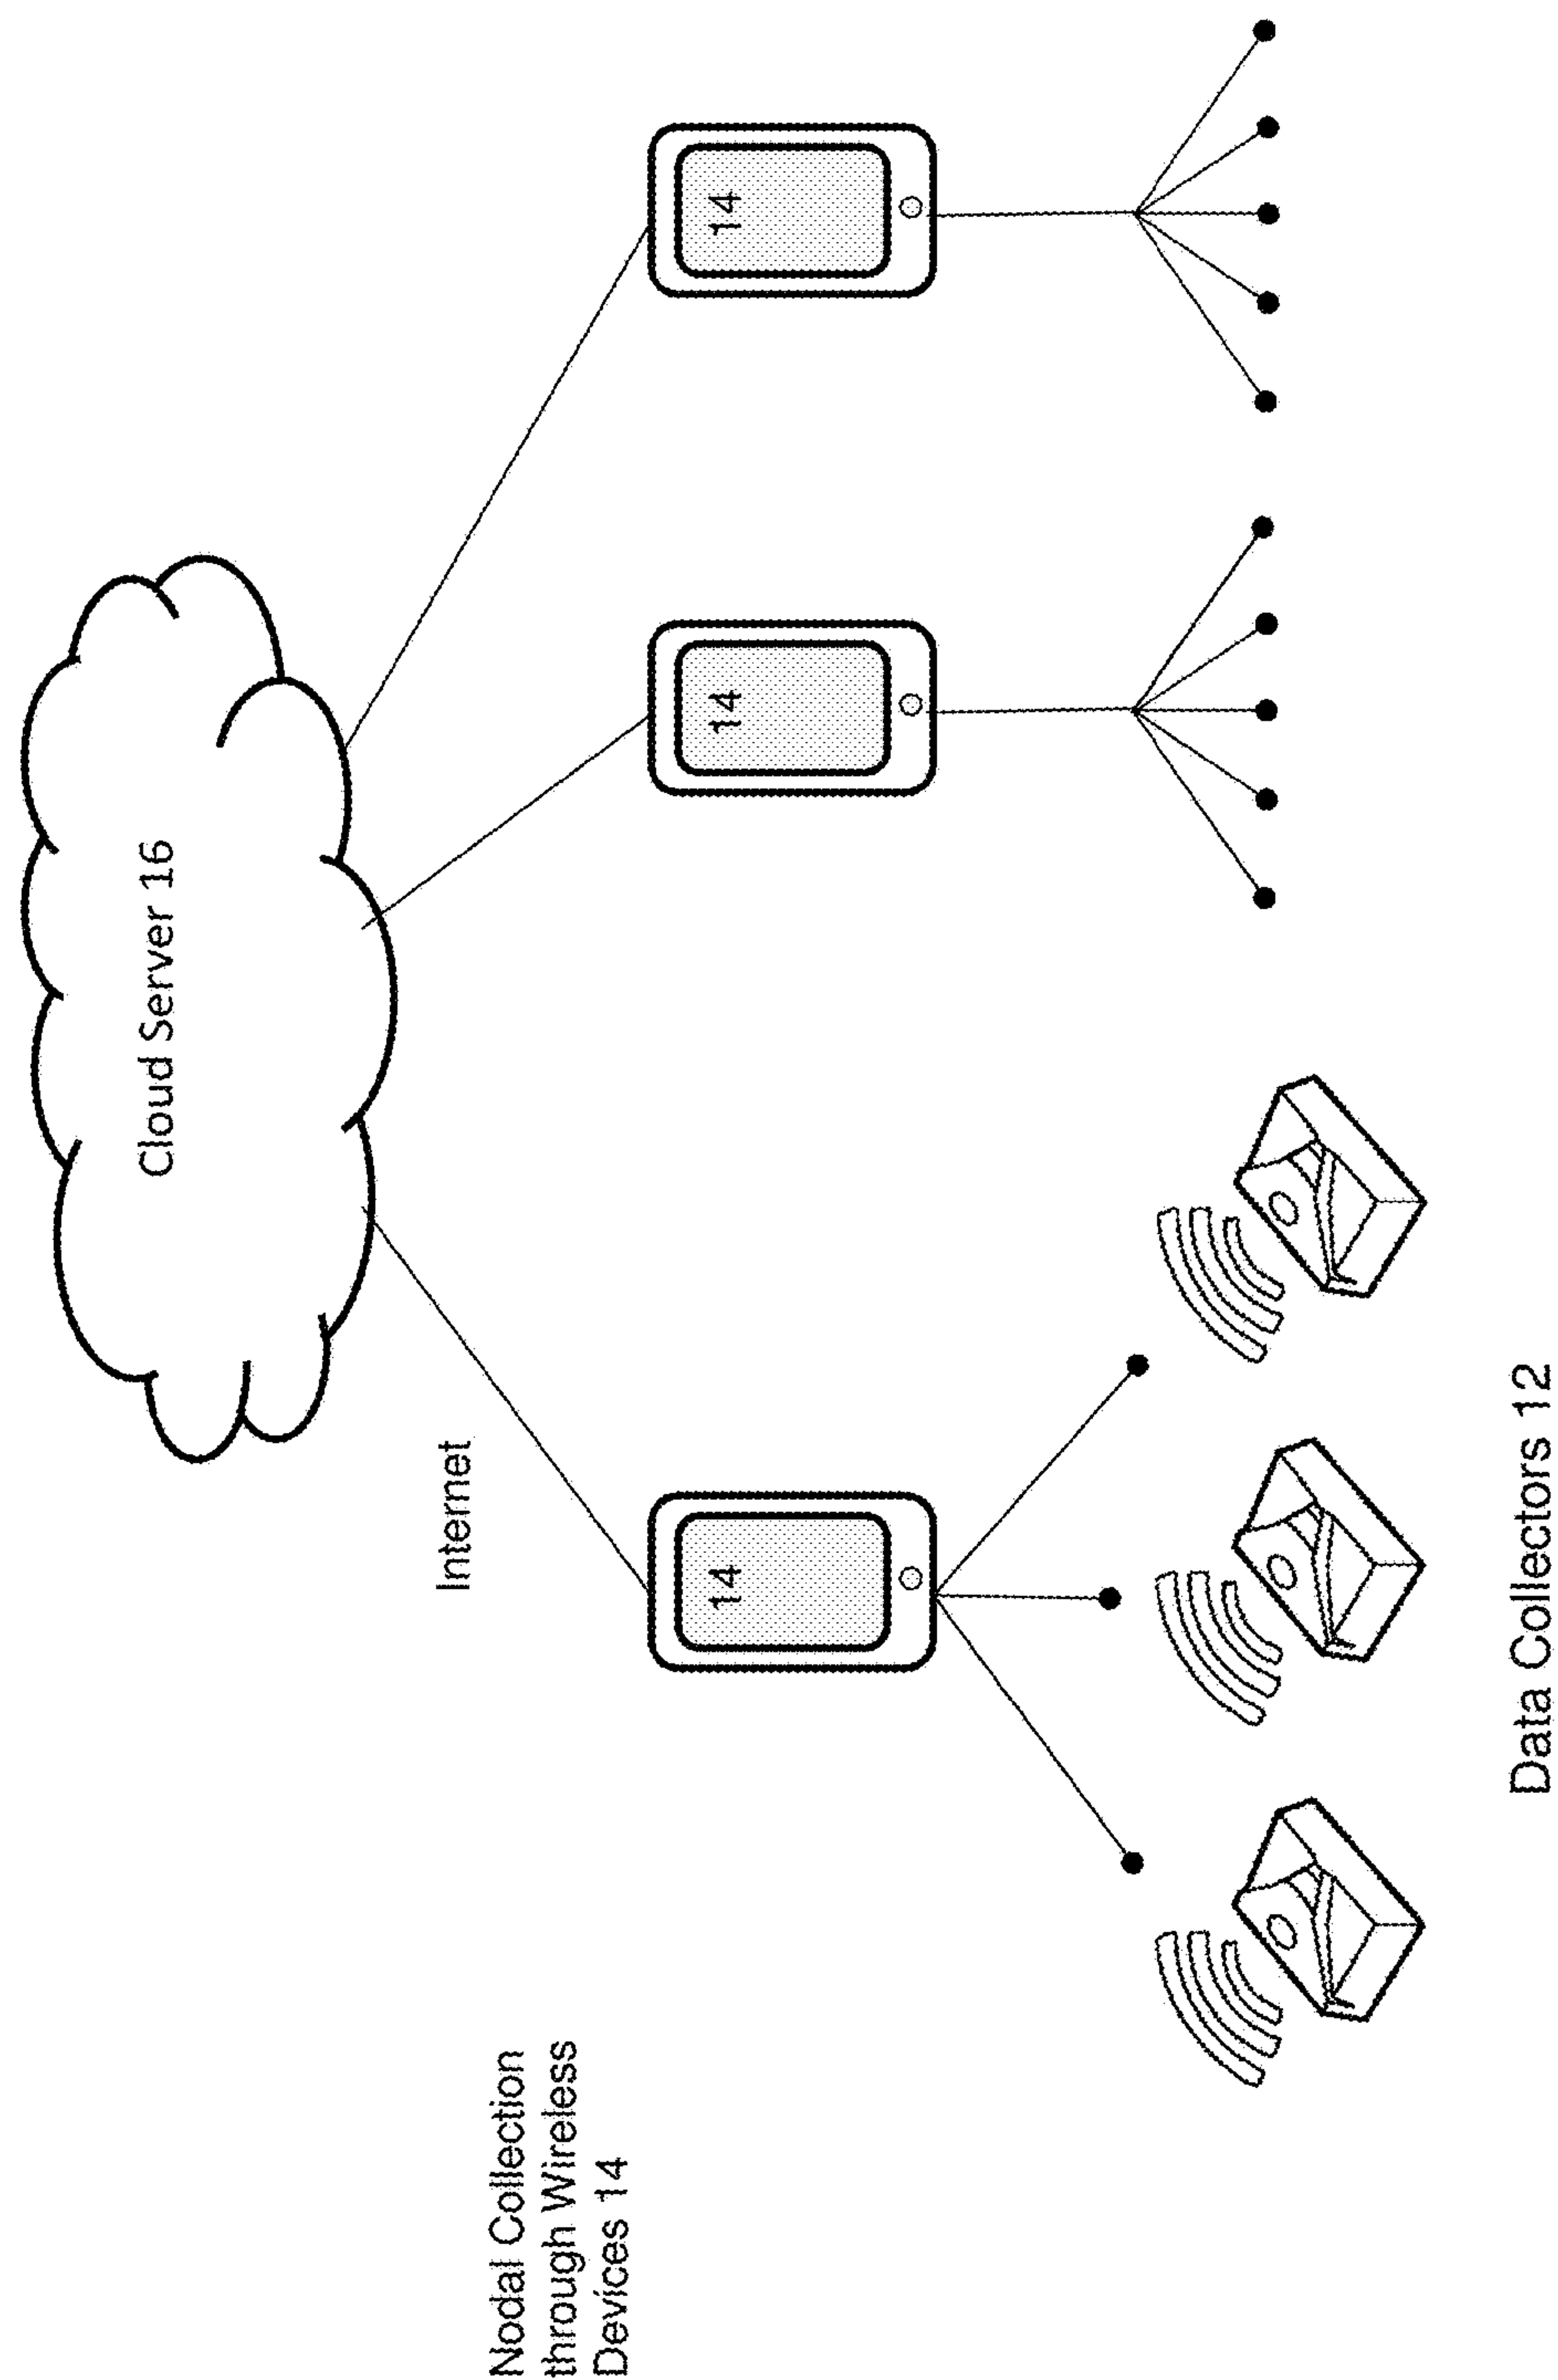 Cloud Server 16
Internet
Nodal Collection
through Wireless
Devices 14
14
14
14
Data Collectors 12